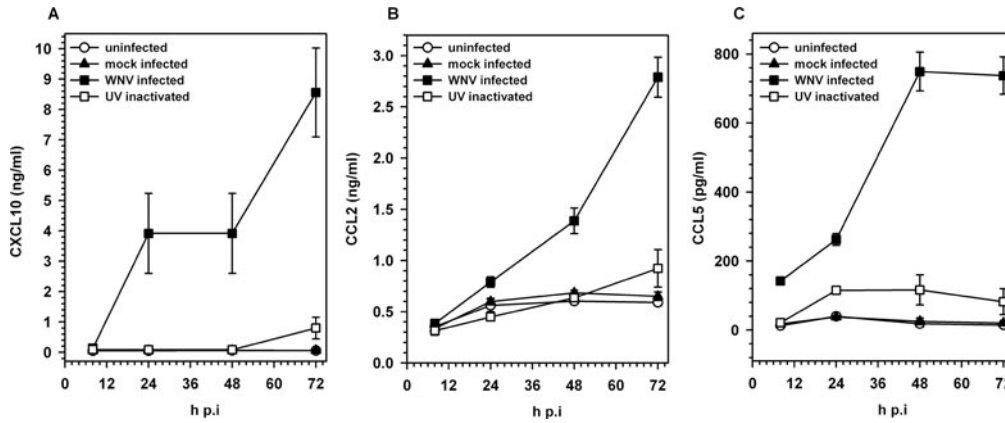 A
uninfected
mock infected
WNV infected
UV inactivated
10
9
8
7
6
5
4
3
2
1
0
CXCL10 (ng/ml)
0 12 24 36 48 60 72
h p.i
B
uninfected
mock infected
WNV infected
UV inactivated
3.0
2.5
2.0
1.5
1.0
0.5
0.0
CCL2 (ng/ml)
0 12 24 36 48 60 72
h p.i
C
uninfected
mock infected
WNV infected
UV inactivated
800
600
400
200
0
CCL5 (pg/ml)
0 12 24 36 48 60 72
h p.i